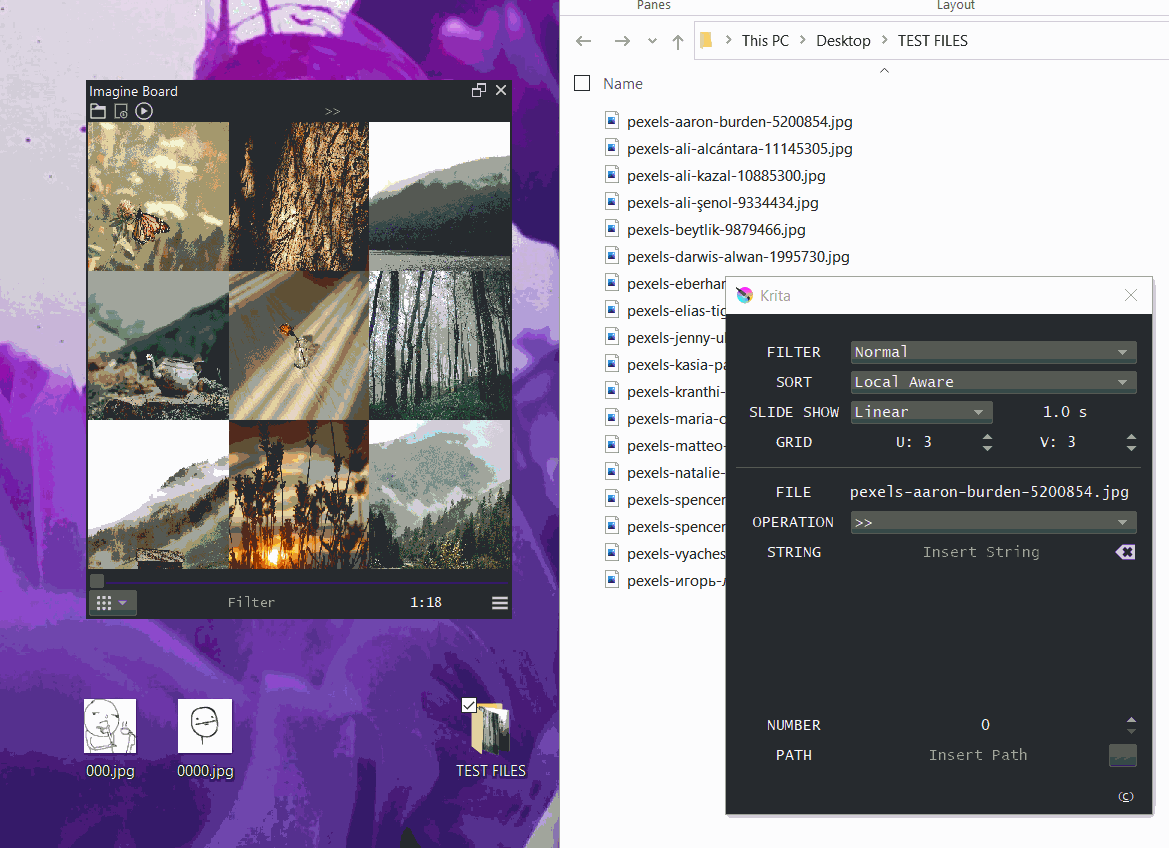 Panes
Layout
This PC > Desktop > TEST FILES
Name
pexels-aaron-burden-5200854.jpg
pexels-ali-alcántara-11145305.jpg
pexels-ali-kazal-10885300.jpg
pexels-ali-şenol-9334434.jpg
pexels-beytlik-9879466.jpg
pexels-darwis-alwan-1995730.jpg
pexels-eberhar
pexels-elias-tig
pexels-jenny-u
pexels-kasia-pa
pexels-kranthi-
pexels-maria-c
pexels-matteo-
pexels-natalie-
pexels-spencer
pexels-spencer
pexels-vyaches
pexels-игорь-л
Imagine Board
>>
Filter
1:18
000.jpg
0000.jpg
TEST FILES
Krita
FILTER Normal
SORT Local Aware
SLIDE SHOW Linear 1.0 s
GRID U: 3 V: 3
FILE pexels-aaron-burden-5200854.jpg
OPERATION >>
STRING Insert String
NUMBER 0
PATH Insert Path
(C)